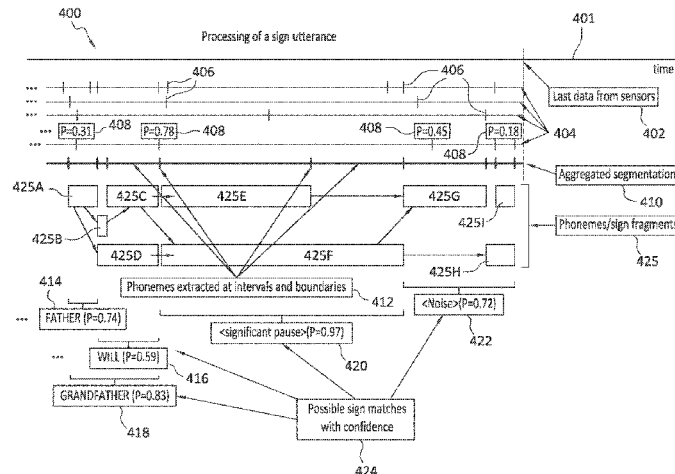 400
Processing of a sign utterance
401
time
406
406
Last data from sensors
402
P=0.31
408
P=0.78
408
408
P=0.45
P=0.18
404
408
Aggregated segmentation
410
425A
425C
425E
425G
425I
425B
Phonemes/sign fragments
425
425D
425F
425H
Phonemes extracted at intervals and boundaries
412
414
FATHER (P=0.74)
<significant pause>(P=0.97)
420
<Noise>(P=0.72)
422
WILL (P=0.59)
416
GRANDFATHER (P=0.83)
418
Possible sign matches
with confidence
424